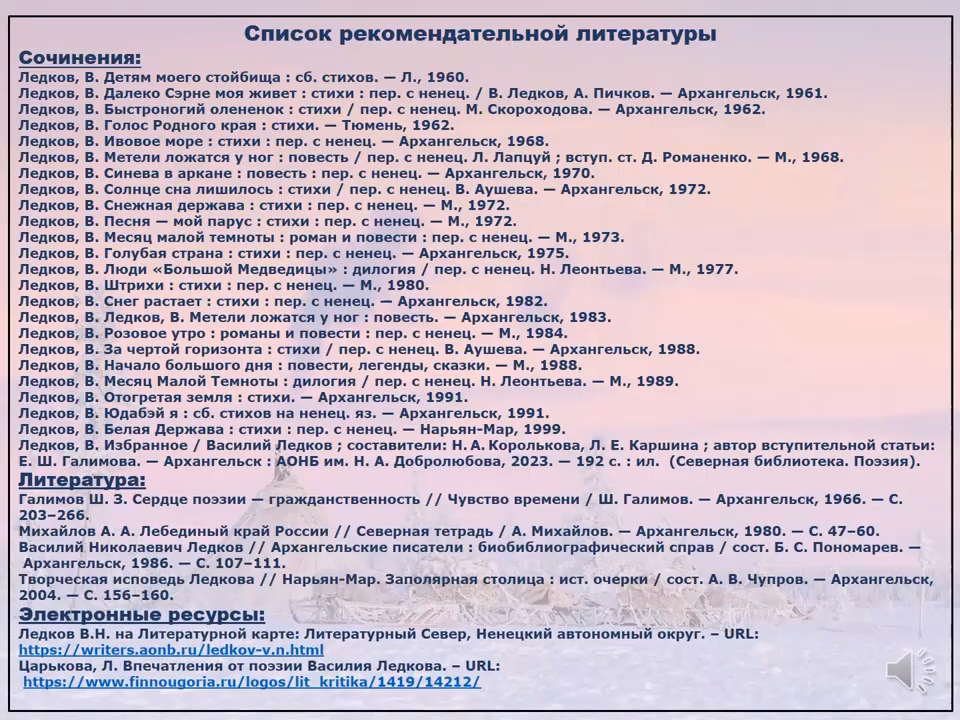 Список рекомендательной литературы
Сочинения:
Ледков, В. Детям моего стойбища : сб. стихов. — Л., 1960.
Ледков, В. Далеко Сэрне моя живет : стихи : пер. с ненец. / В. Ледков, А. Пичков. — Архангельск, 1961.
Ледков, В. Быстроногий олененок : стихи / пер. с ненец. М. Скороходова. — Архангельск, 1962.
Ледков, В. Голос Родного края : стихи. — Тюмень, 1962.
Ледков, В. Ивовое море : стихи : пер. с ненец. — Архангельск, 1968.
Ледков, В. Метели ложатся у ног : повесть / пер. с ненец. Л. Лапцуй ; вступ. ст. Д. Романенко. — М., 1968.
Ледков, В. Синева в аркане : повесть : пер. с ненец. — Архангельск, 1970.
Ледков, В. Солнце сна лишилось : стихи / пер. с ненец. В. Аушева. — Архангельск, 1972.
Ледков, В. Снежная держава : стихи : пер. с ненец. — М., 1972.
Ледков, В. Песня — мой парус : стихи : пер. с ненец. — М., 1972.
Ледков, В. Месяц малой темноты : роман и повести : пер. с ненец. — М., 1973.
Ледков, В. Голубая страна : стихи : пер. с ненец. — Архангельск, 1975.
Ледков, В. Люди «Большой Медведицы» : дилогия / пер. с ненец. Н. Леонтьева. — М., 1977.
Ледков, В. Штрихи : стихи : пер. с ненец. — М., 1980.
Ледков, В. Снег растает : стихи : пер. с ненец. — Архангельск, 1982.
Ледков, В. Ледков, В. Метели ложатся у ног : повесть. — Архангельск, 1983.
Ледков, В. Розовое утро : романы и повести : пер. с ненец. — М., 1984.
Ледков, В. За чертой горизонта : стихи / пер. с ненец. В. Аушева. — Архангельск, 1988.
Ледков, В. Начало большого дня : повести, легенды, сказки. — М., 1988.
Ледков, В. Месяц Малой Темноты : дилогия / пер. с ненец. Н. Леонтьева. — М., 1989.
Ледков, В. Отогретая земля : стихи. — Архангельск, 1991.
Ледков, В. Юдабэй я : сб. стихов на ненец. яз. — Архангельск, 1991.
Ледков, В. Белая Держава : стихи : пер. с ненец. — Нарьян-Мар, 1999.
Ледков, В. Избранное / Василий Ледков ; составители: Н. А. Королькова, Л. Е. Каршина ; автор вступительной статьи:
Е. Ш. Галимова. — Архангельск : АОНБ им. Н. А. Добролюбова, 2023. — 192 с. : ил. (Северная библиотека. Поэзия).
Литература:
Галимов Ш. З. Сердце поэзии — гражданственность // Чувство времени / Ш. Галимов. — Архангельск, 1966. — С.
203–266.
Михайлов А. А. Лебединый край России // Северная тетрадь / А. Михайлов. — Архангельск, 1980. — С. 47–60.
Василий Николаевич Ледков // Архангельские писатели : биобиблиографический справ / сост. Б. С. Пономарев. —
Архангельск, 1986. — С. 107–111.
Творческая исповедь Ледкова // Нарьян-Мар. Заполярная столица : ист. очерки / сост. А. В. Чупров. — Архангельск,
2004. — С. 156–160.
Электронные ресурсы:
Ледков В.Н. на Литературной карте: Литературный Север, Ненецкий автономный округ. – URL:
https://writers.aonb.ru/ledkov-v.n.html
Царькова, Л. Впечатления от поэзии Василия Ледкова. – URL:
https://www.finnougoria.ru/logos/lit_kritika/1419/14212/